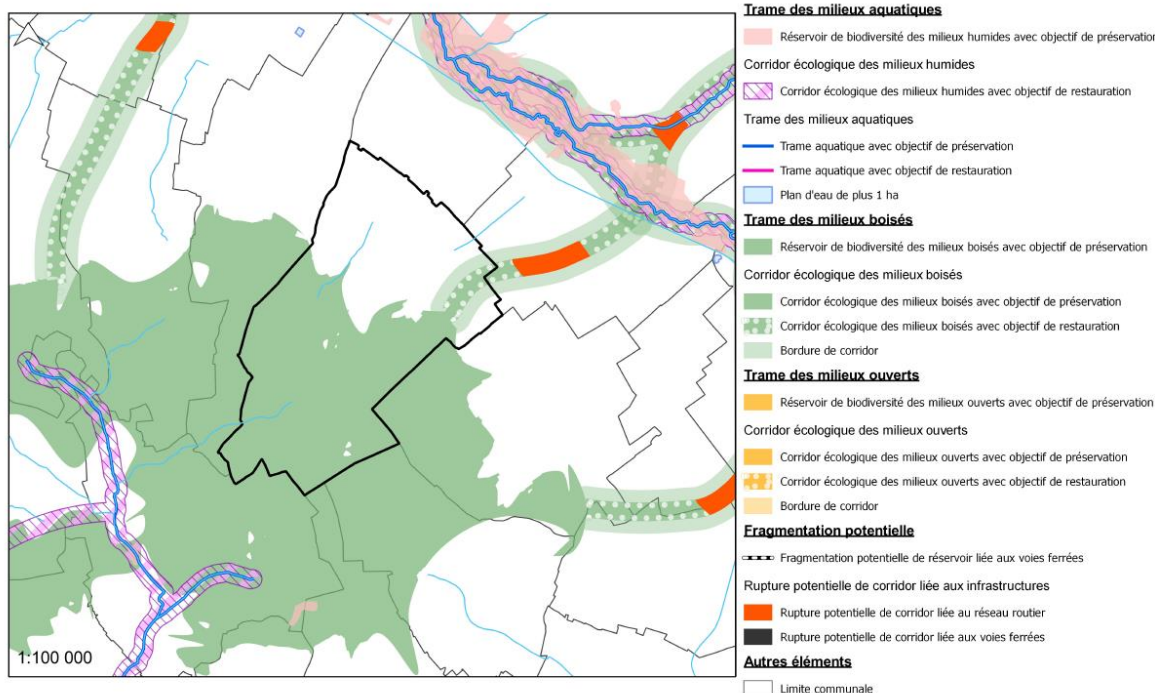 Trame des milieux aquatiques
Réservoir de biodiversité des milieux humides avec objectif de préservation
Corridor écologique des milieux humides
Corridor écologique des milieux humides avec objectif de restauration
Trame des milieux aquatiques
Trame aquatique avec objectif de préservation
Trame aquatique avec objectif de restauration
Plan d'eau de plus 1 ha
Trame des milieux boisés
Réservoir de biodiversité des milieux boisés avec objectif de préservation
Corridor écologique des milieux boisés
Corridor écologique des milieux boisés avec objectif de préservation
Corridor écologique des milieux boisés avec objectif de restauration
Bordure de corridor
Trame des milieux ouverts
Réservoir de biodiversité des milieux ouverts avec objectif de préservation
Corridor écologique des milieux ouverts
Corridor écologique des milieux ouverts avec objectif de préservation
Corridor écologique des milieux ouverts avec objectif de restauration
Bordure de corridor
Fragmentation potentielle
Fragmentation potentielle de réservoir liée aux voies ferrées
Rupture potentielle de corridor liée aux infrastructures
Rupture potentielle de corridor liée au réseau routier
Rupture potentielle de corridor liée aux voies ferrées
Autres éléments
Limite communale
1:100 000